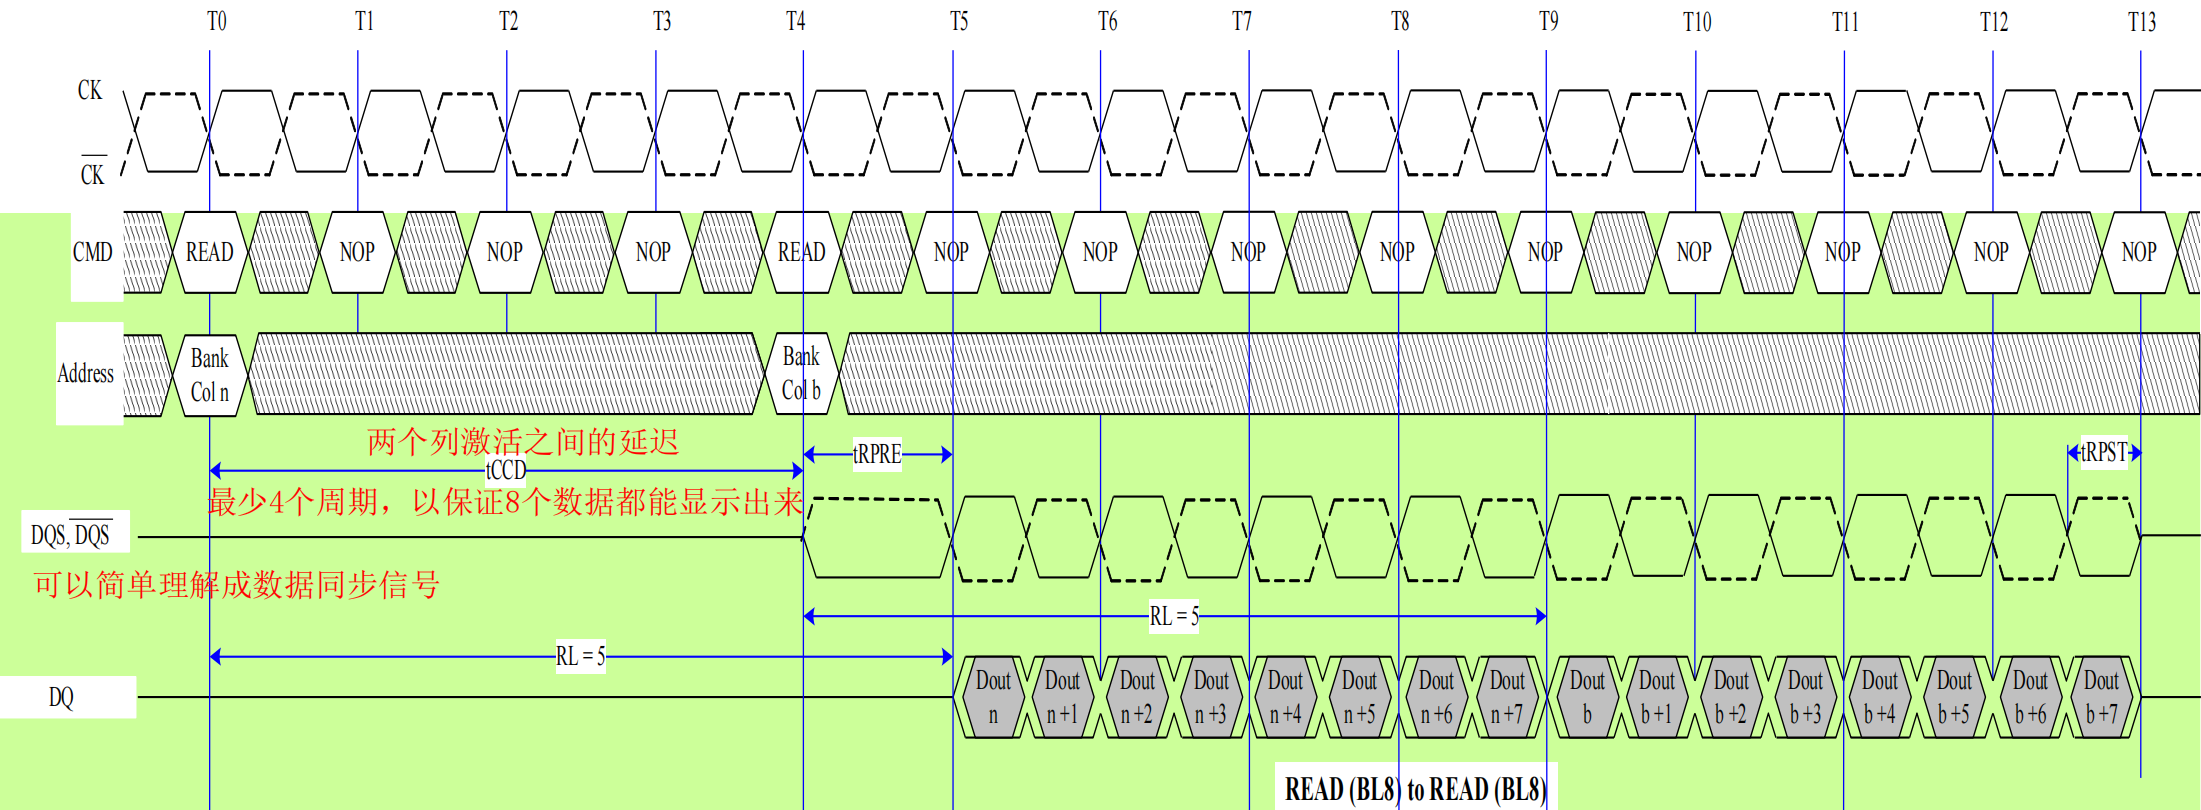 T0 T1 T2 T3 T4 T5 T6 T7 T8 T9 T10 T11 T12 T13
CK
CK
CMD READ NOP NOP NOP READ NOP NOP NOP NOP NOP NOP NOP NOP NOP
Address
Bank
Col n
Bank
Col b
两个列激活之间的延迟
tRPRE
tRPST
tCCD
最少4个周期，以保证8个数据都能显示出来
DQS, DQS
可以简单理解成数据同步信号
RL = 5
RL = 5
DQ
Dout Dout Dout Dout Dout Dout Dout Dout Dout Dout Dout Dout Dout Dout Dout Dout
n n +1 n +2 n +3 n +4 n +5 n +6 n +7 b b +1 b +2 b +3 b +4 b +5 b +6 b +7
READ (BL8) to READ (BL8)